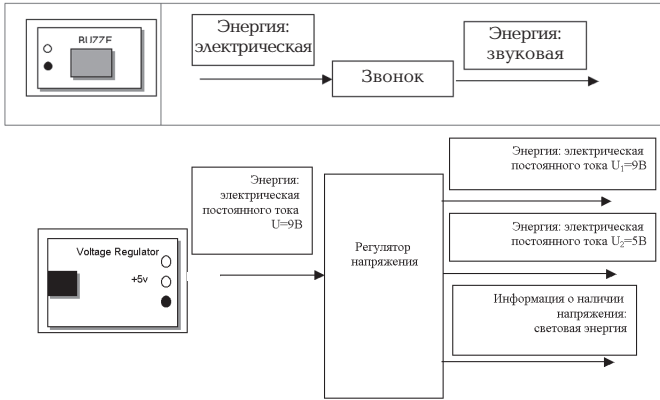 BUZZE
Энергия:
электрическая
Звонок
Энергия:
звуковая
Voltage Regulator
+5v
Энергия:
электрическая
постоянного тока
U=9В
Регулятор
напряжения
Энергия: электрическая
постоянного тока U₁=9В
Энергия: электрическая
постоянного тока U₂=5В
Информация о наличии
напряжения:
световая энергия